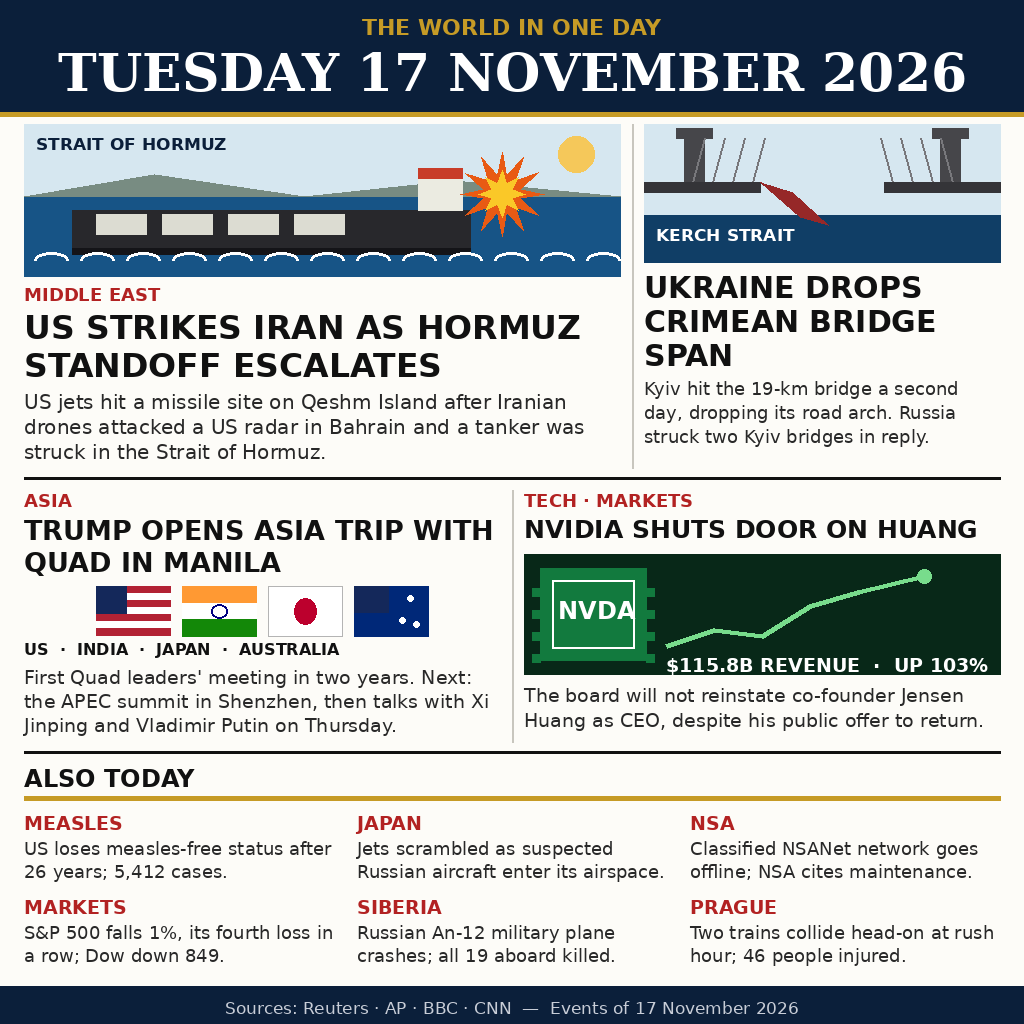 THE WORLD IN ONE DAY
TUESDAY 17 NOVEMBER 2026
STRAIT OF HORMUZ
MIDDLE EAST
US STRIKES IRAN AS HORMUZ
STANDOFF ESCALATES
US jets hit a missile site on Qeshm Island after Iranian
drones attacked a US radar in Bahrain and a tanker was
struck in the Strait of Hormuz.
KERCH STRAIT
UKRAINE DROPS
CRIMEAN BRIDGE
SPAN
Kyiv hit the 19-km bridge a second
day, dropping its road arch. Russia
struck two Kyiv bridges in reply.
ASIA
TRUMP OPENS ASIA TRIP WITH
QUAD IN MANILA
US · INDIA · JAPAN · AUSTRALIA
First Quad leaders' meeting in two years. Next:
the APEC summit in Shenzhen, then talks with Xi
Jinping and Vladimir Putin on Thursday.
TECH · MARKETS
NVIDIA SHUTS DOOR ON HUANG
NVDA
$115.8B REVENUE · UP 103%
The board will not reinstate co-founder Jensen
Huang as CEO, despite his public offer to return.
ALSO TODAY
MEASLES
US loses measles-free status after
26 years; 5,412 cases.
JAPAN
Jets scrambled as suspected
Russian aircraft enter its airspace.
NSA
Classified NSANet network goes
offline; NSA cites maintenance.
MARKETS
S&P 500 falls 1%, its fourth loss in
a row; Dow down 849.
SIBERIA
Russian An-12 military plane
crashes; all 19 aboard killed.
PRAGUE
Two trains collide head-on at rush
hour; 46 people injured.
Sources: Reuters · AP · BBC · CNN — Events of 17 November 2026